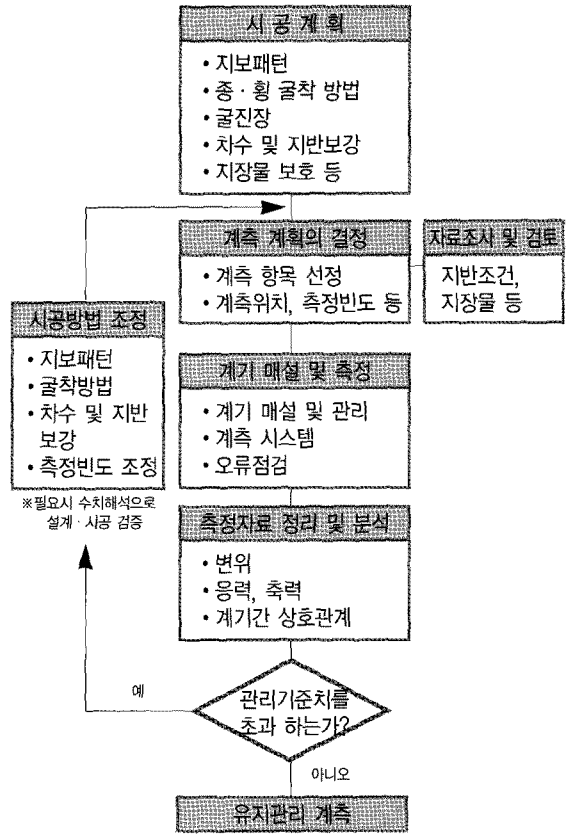 시 공 계 획
• 지보패턴
• 종 · 횡 굴착 방법
• 굴진장
• 차수 및 지반보강
• 지장물 보호 등
계측 계획의 결정
• 계측 항목 선정
• 계측위치, 측정빈도 등
자료조사 및 검토
지반조건,
지장물 등
시공방법 조정
• 지보패턴
• 굴착방법
• 차수 및 지반
보강
• 측정빈도 조정
※필요시 수치해석으로
설계 · 시공 검증
계기 매설 및 측정
• 계기 매설 및 관리
• 계측 시스템
• 오류점검
측정자료 정리 및 분석
• 변위
• 응력, 축력
• 계기간 상호관계
관리기준치를
초과 하는가?
예
아니오
유지관리 계측